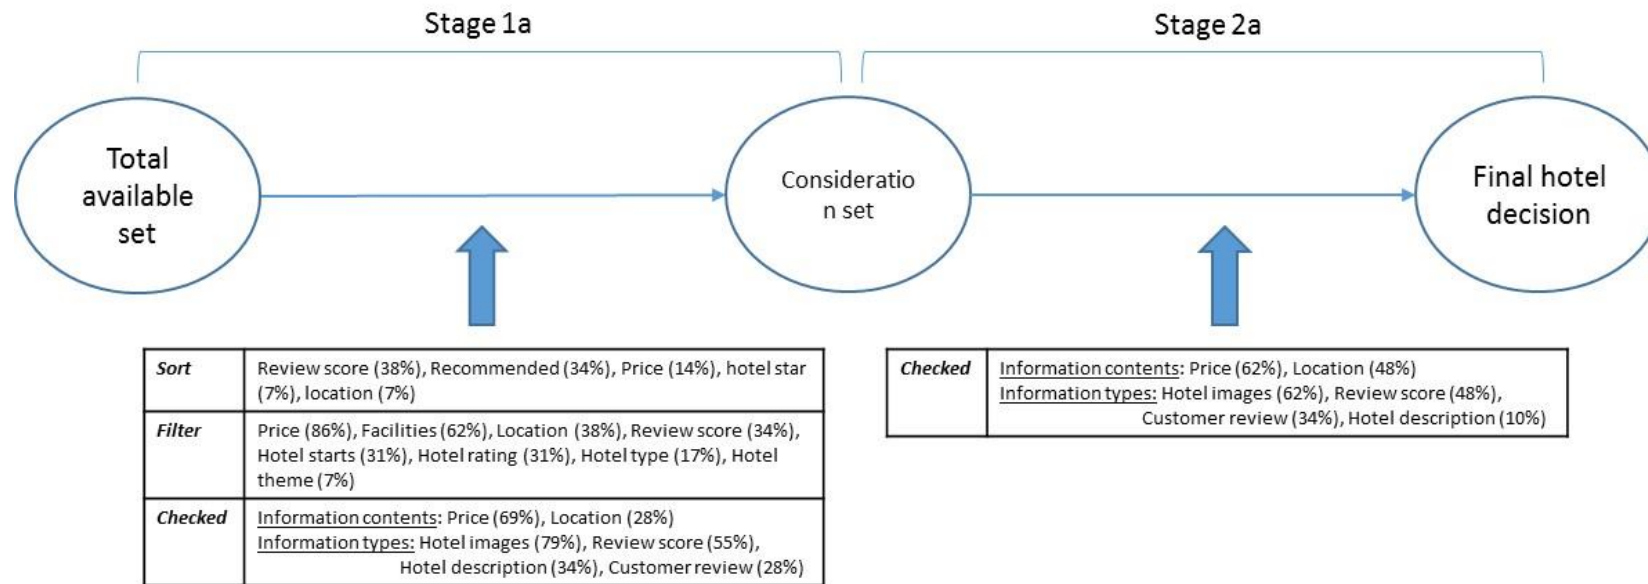 Stage 1a
Stage 2a
Total
available
set
Consideratio
n set
Final hotel
decision
Sort
Review score (38%), Recommended (34%), Price (14%), hotel star
(7%), location (7%)
Filter
Price (86%), Facilities (62%), Location (38%), Review score (34%),
Hotel starts (31%), Hotel rating (31%), Hotel type (17%), Hotel
theme (7%)
Checked
Information contents: Price (69%), Location (28%)
Information types: Hotel images (79%), Review score (55%),
Hotel description (34%), Customer review (28%)
Checked
Information contents: Price (62%), Location (48%)
Information types: Hotel images (62%), Review score (48%),
Customer review (34%), Hotel description (10%)